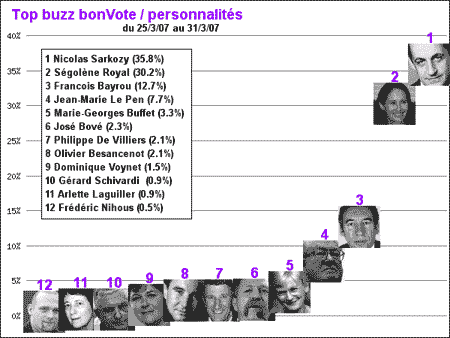 Top buzz bonVote / personnalités
du 25/3/07 au 31/3/07
40%
35%
30%
25%
20%
15%
10%
5%
0%
1 Nicolas Sarkozy (35.8%)
2 Ségolène Royal (30.2%)
3 Francois Bayrou (12.7%)
4 Jean-Marie Le Pen (7.7%)
5 Marie-Georges Buffet (3.3%)
6 José Bové (2.3%)
7 Philippe De Villiers (2.1%)
8 Olivier Besancenot (2.1%)
9 Dominique Voynet (1.5%)
10 Gérard Schivardi (0.9%)
11 Arlette Laguiller (0.9%)
12 Frédéric Nihous (0.5%)
12
11
10
9
8
7
6
5
4
3
2
1